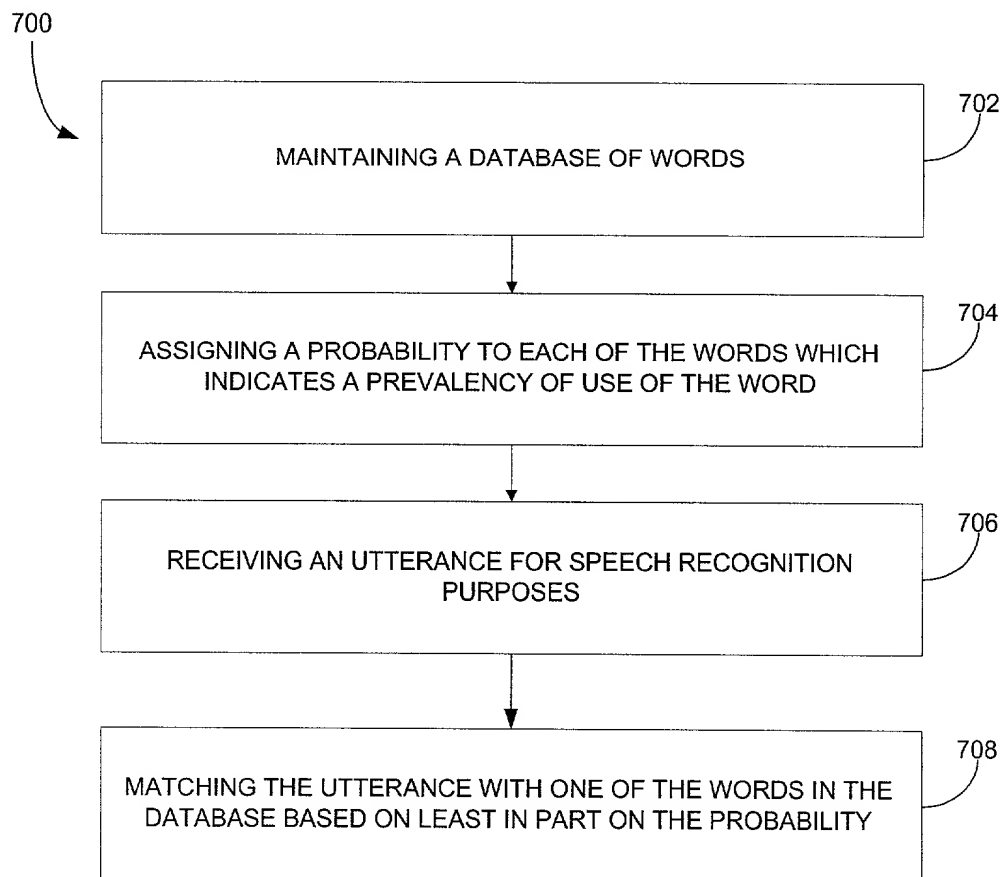 700
702
MAINTAINING A DATABASE OF WORDS
704
ASSIGNING A PROBABILITY TO EACH OF THE WORDS WHICH
INDICATES A PREVALENCY OF USE OF THE WORD
706
RECEIVING AN UTTERANCE FOR SPEECH RECOGNITION
PURPOSES
708
MATCHING THE UTTERANCE WITH ONE OF THE WORDS IN THE
DATABASE BASED ON LEAST IN PART ON THE PROBABILITY